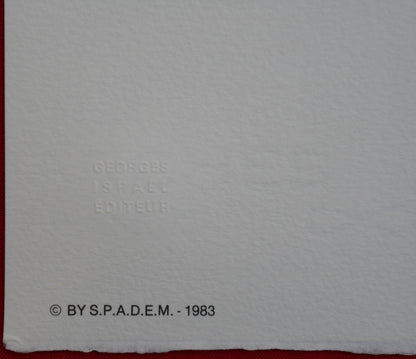 GEORGES
ISRAEL
EDITEUR
© BY S.P.A.D.E.M. - 1983